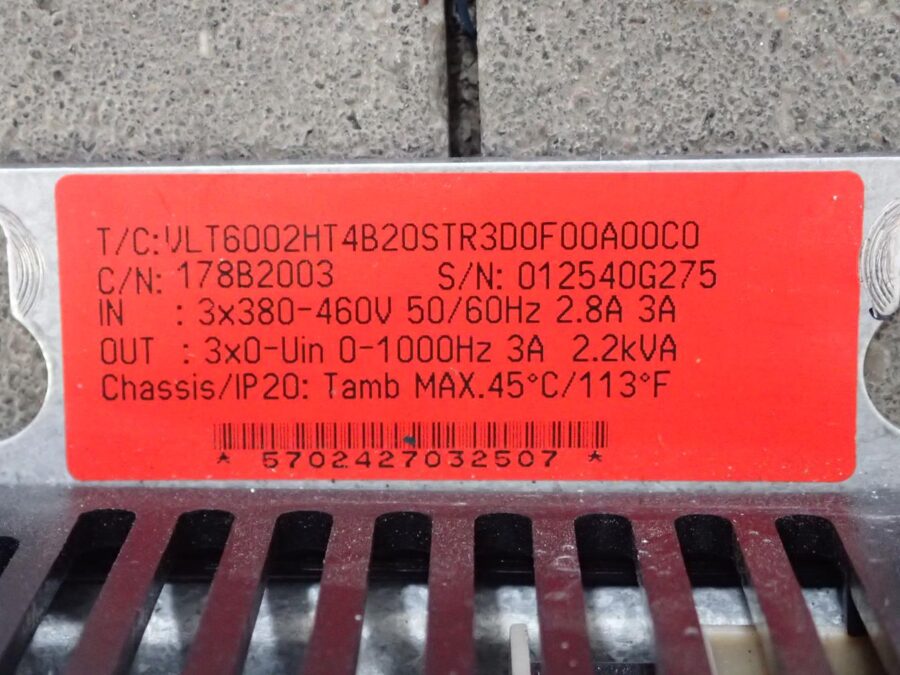 T/C:VLT6002HT4B20STR3D0F00A00C0
C/N: 178B2003 S/N: 012540G275
IN : 3x380-460V 50/60Hz 2.8A 3A
OUT : 3x0-Uin 0-1000Hz 3A 2.2kVA
Chassis/IP20: Tamb MAX.45°C/113°F
* 5702427032507 *